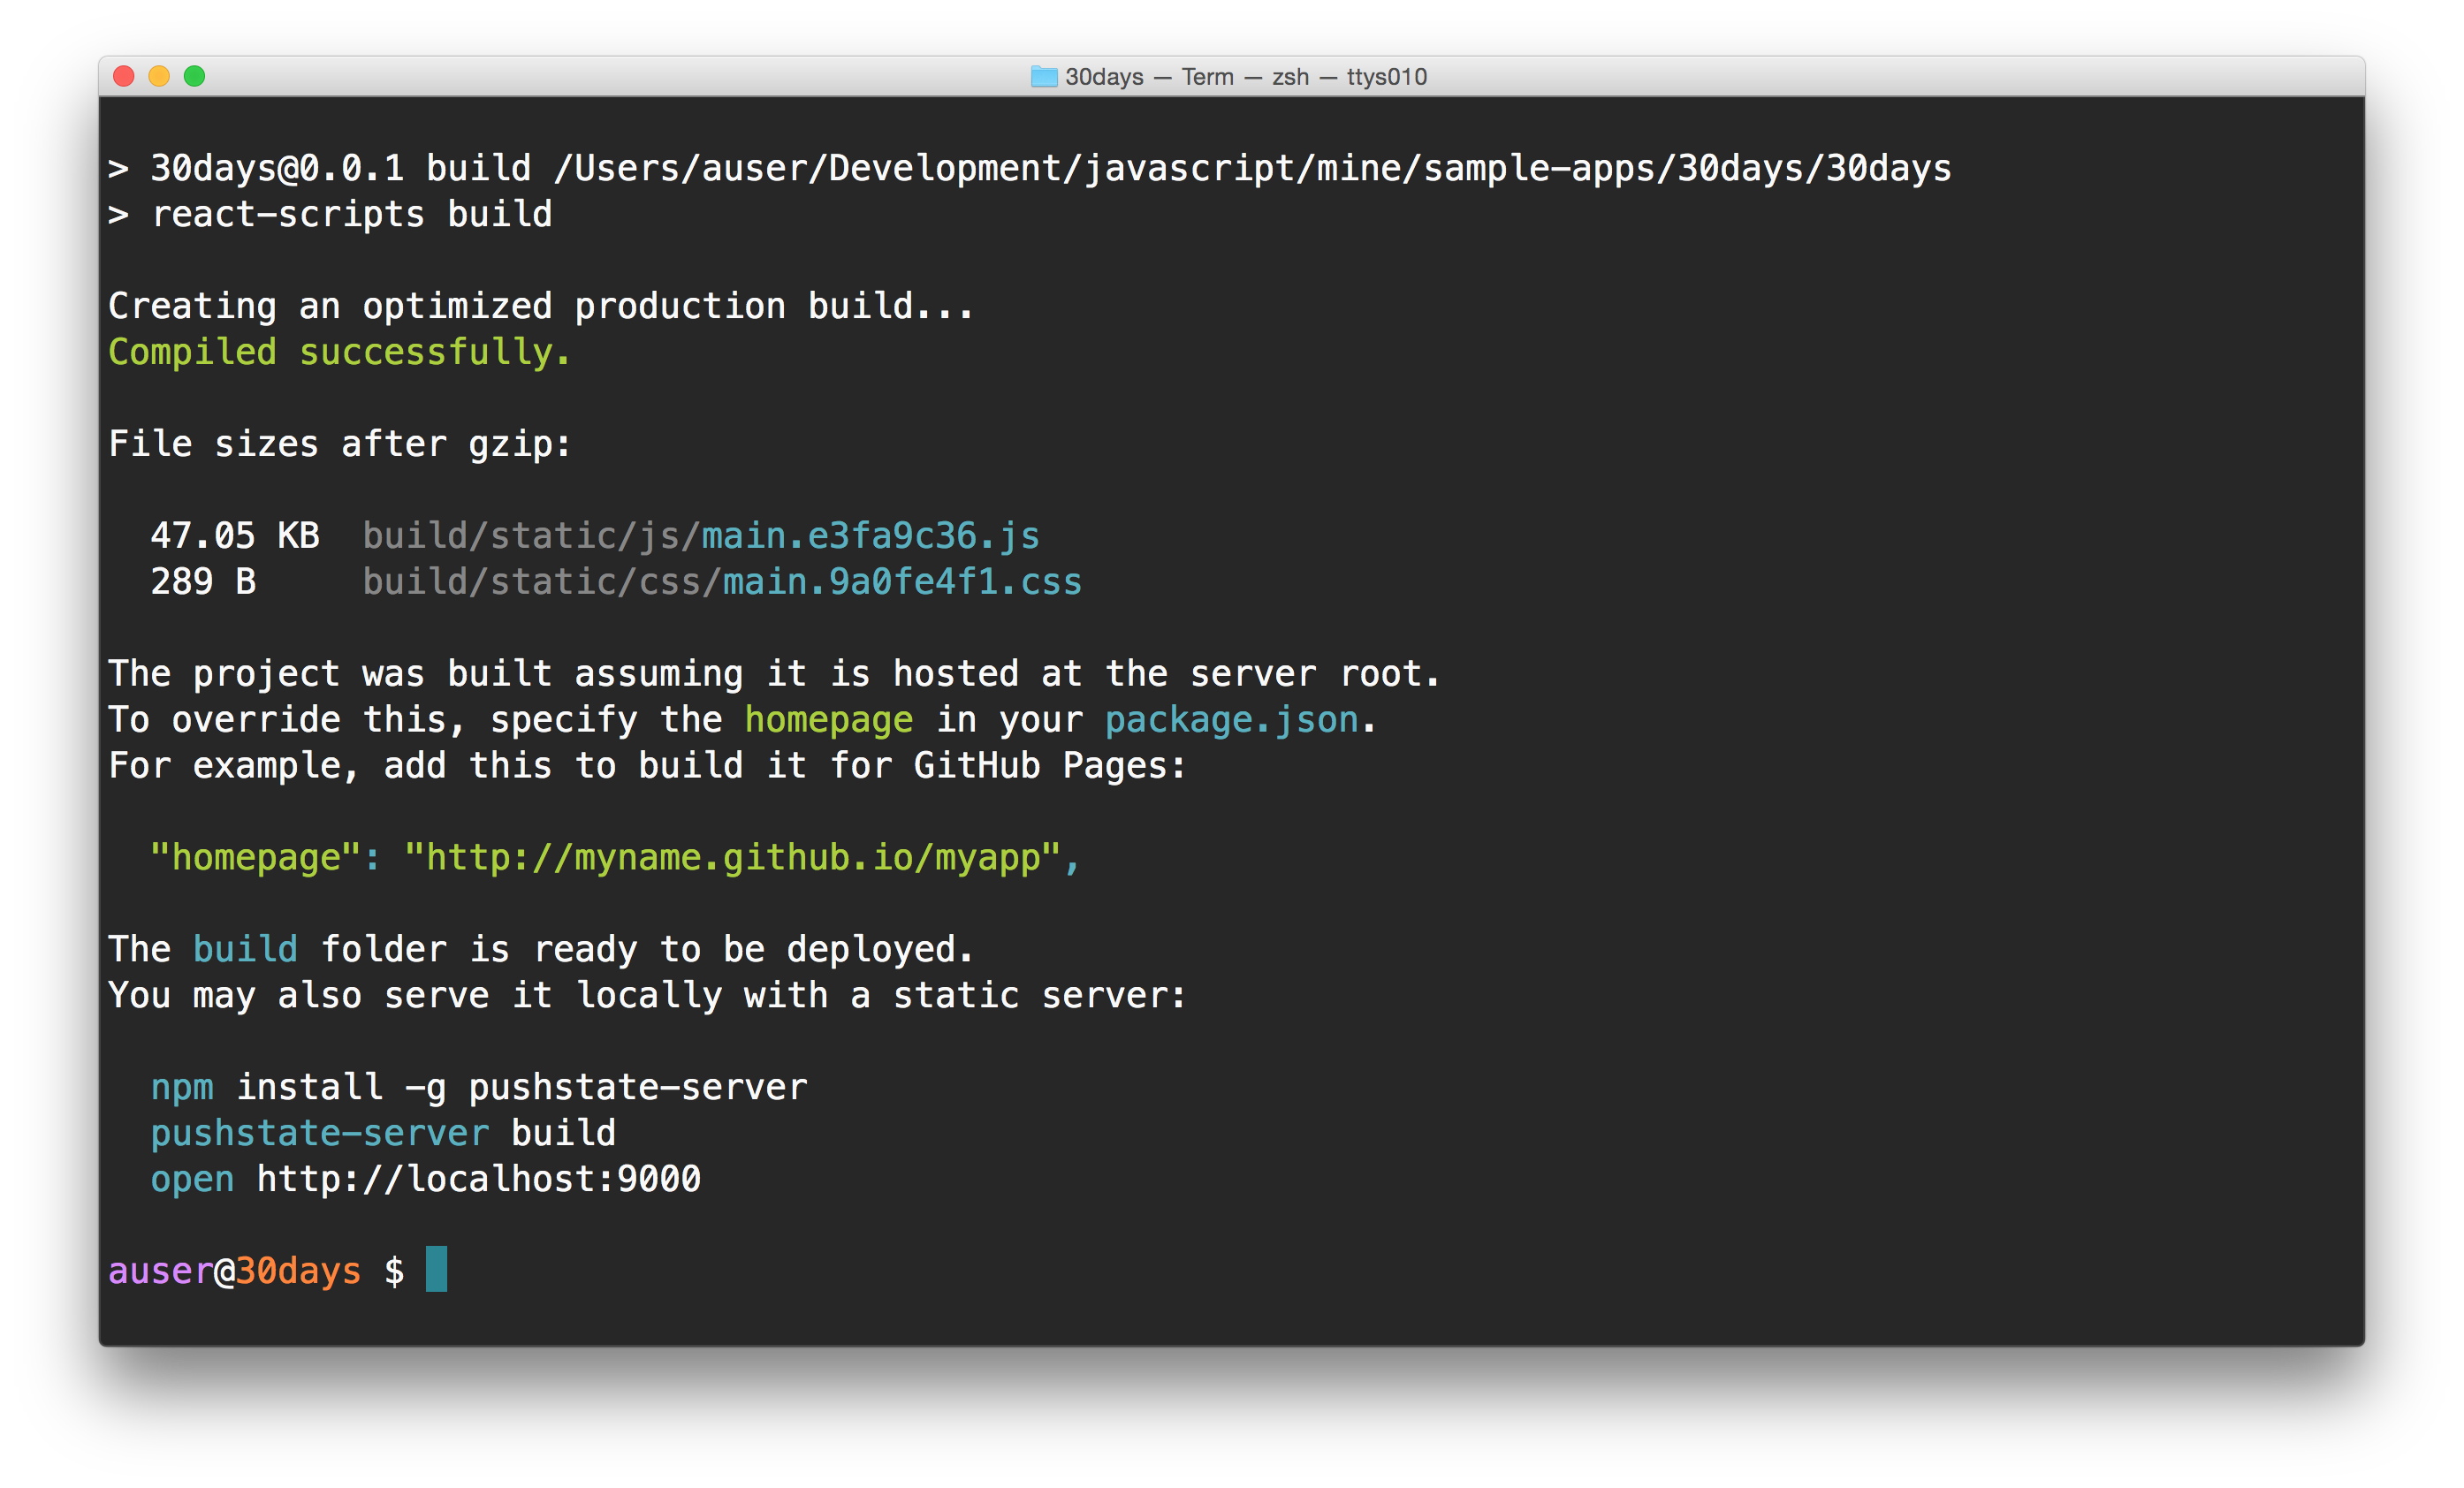 30days — Term — zsh — ttys010
> 30days@0.0.1 build /Users/auser/Development/javascript/mine/sample-apps/30days/30days
> react-scripts build
Creating an optimized production build...
Compiled successfully.
File sizes after gzip:
47.05 KB  build/static/js/main.e3fa9c36.js
289 B     build/static/css/main.9a0fe4f1.css
The project was built assuming it is hosted at the server root.
To override this, specify the homepage in your package.json.
For example, add this to build it for GitHub Pages:
"homepage": "http://myname.github.io/myapp",
The build folder is ready to be deployed.
You may also serve it locally with a static server:
npm install -g pushstate-server
pushstate-server build
open http://localhost:9000
auser@30days $